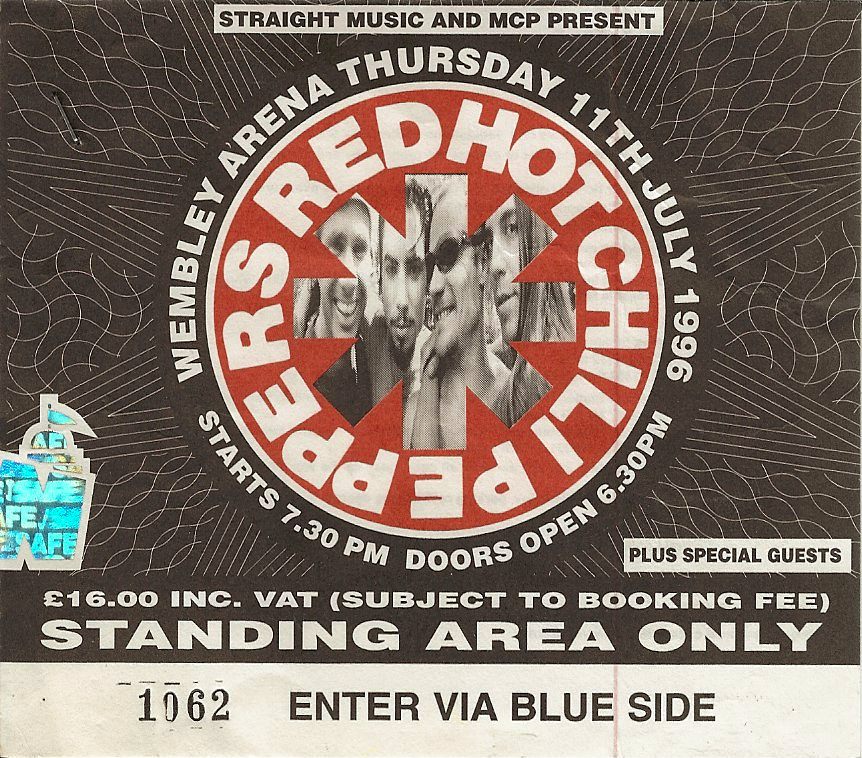 STRAIGHT MUSIC AND MCP PRESENT
WEMBLEY ARENA THURSDAY 11TH JULY 1996
RED HOT CHILI PEPPERS
STARTS 7.30 PM DOORS OPEN 6.30PM
PLUS SPECIAL GUESTS
£16.00 INC. VAT (SUBJECT TO BOOKING FEE)
STANDING AREA ONLY
1062 ENTER VIA BLUE SIDE